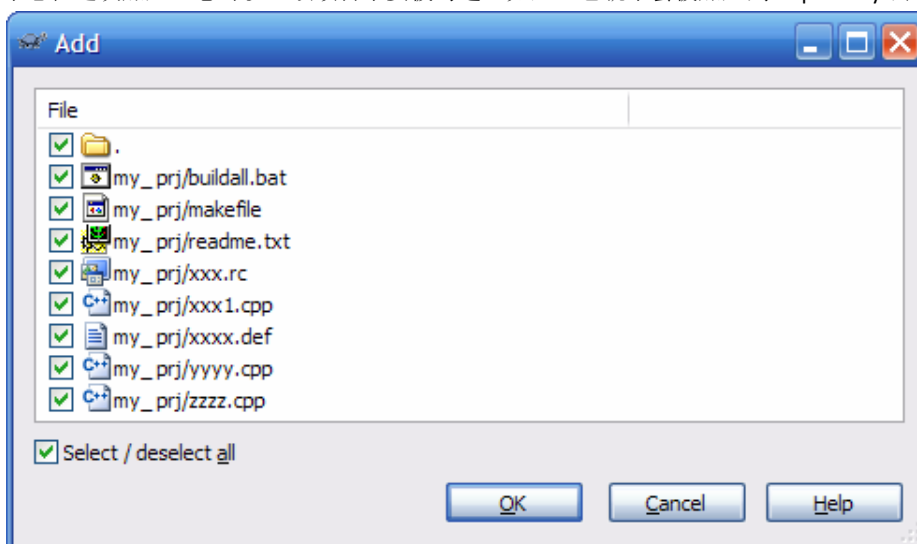 Add
File
.
my_prj/buildall.bat
my_prj/makefile
my_prj/readme.txt
my_prj/xxx.rc
my_prj/xxx1.cpp
my_prj/xxxx.def
my_prj/yyyy.cpp
my_prj/zzzz.cpp
Select / deselect all
OK
Cancel
Help